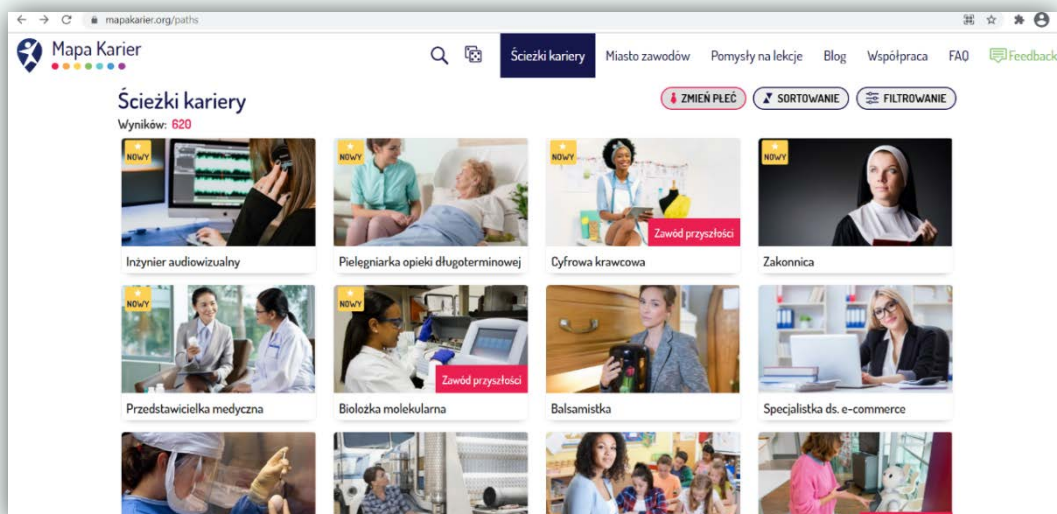 mapakarier.org/paths
Mapa Karier
Ścieżki kariery
Miasto zawodów
Pomysły na lekcje
Blog
Współpraca
FAQ
Feedback
Ścieżki kariery
ZMIEŃ PŁEĆ
SORTOWANIE
FILTROWANIE
Wyników: 620
NOWY
NOWY
NOWY
NOWY
Zawód przyszłości
Inżynier audiowizualny
Pielęgniarka opieki długoterminowej
Cyfrowa krawcowa
Zakonnica
NOWY
NOWY
Zawód przyszłości
Przedstawicielka medyczna
Biolożka molekularna
Balsamistka
Specjalistka ds. e-commerce